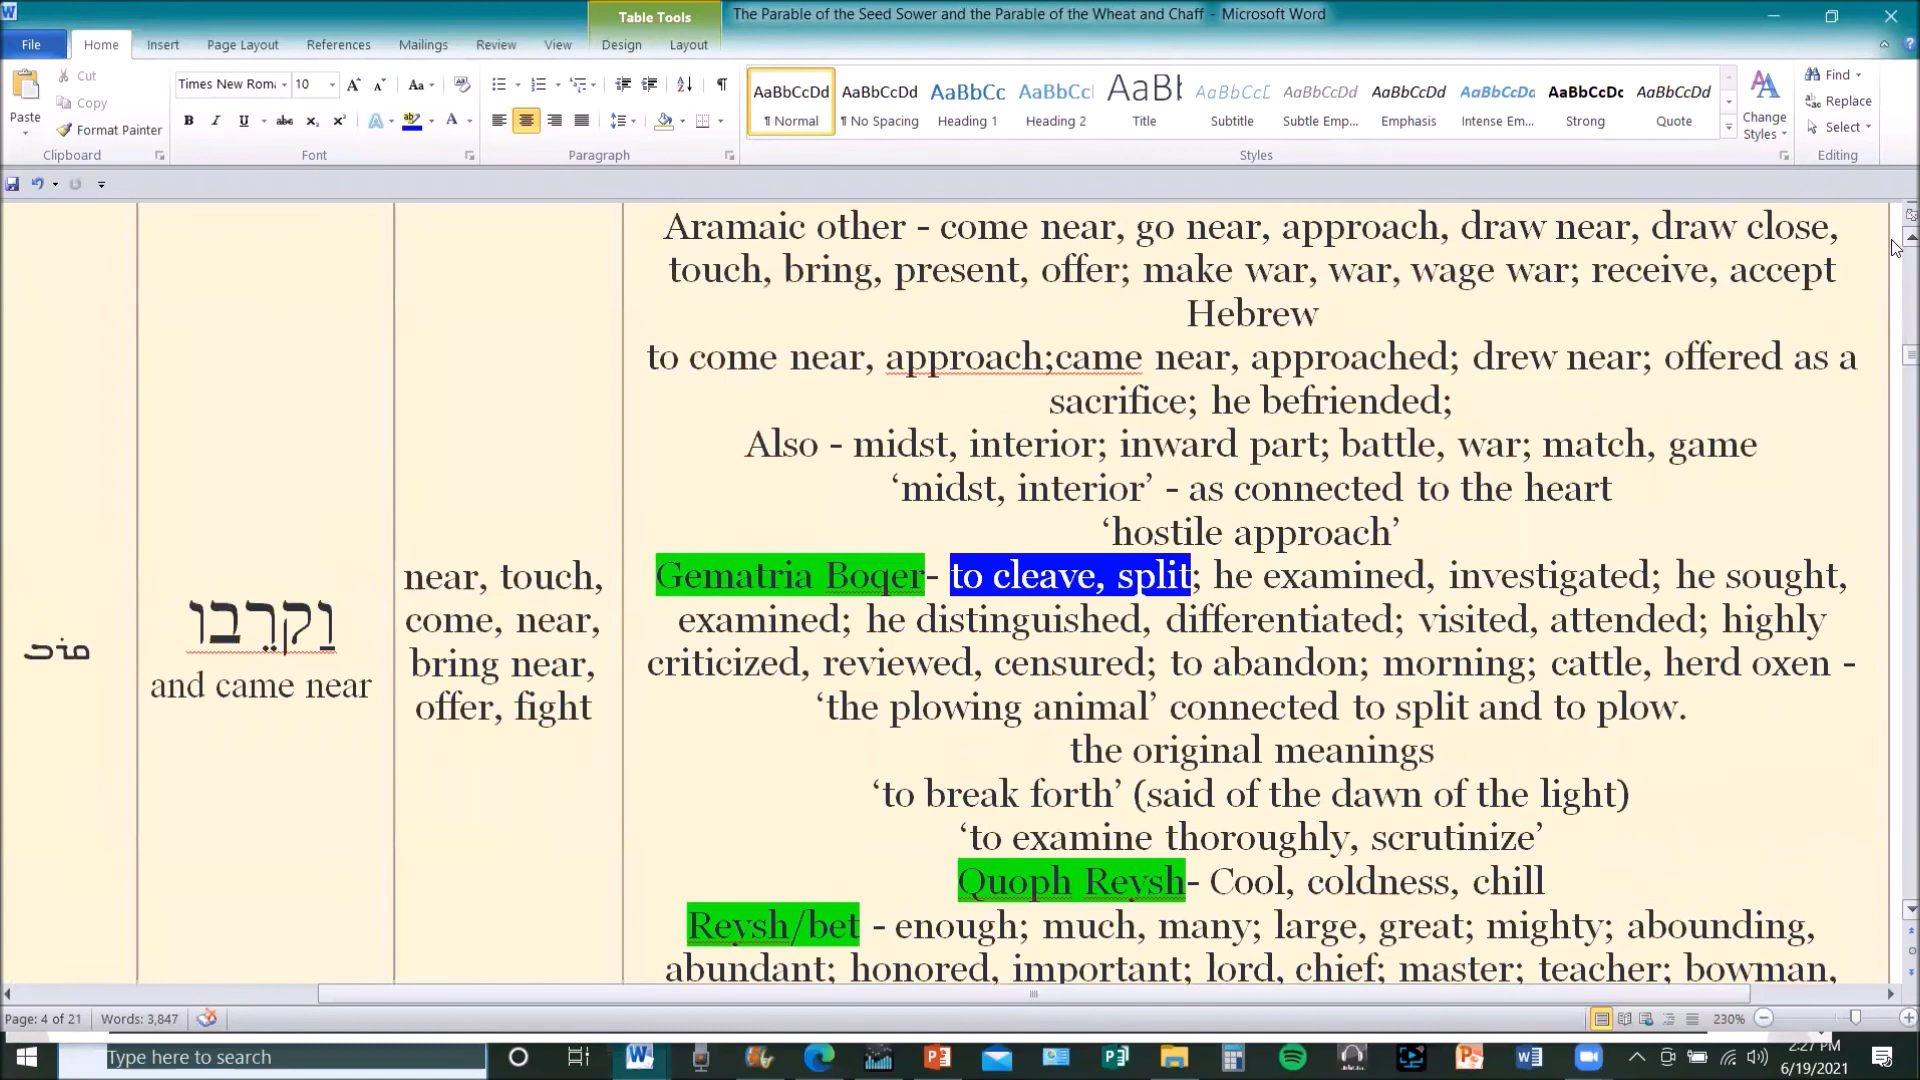 The Parable of the Seed Sower and the Parable of the Wheat and Chaff - Microsoft Word
Table Tools
File Home Insert Page Layout References Mailings Review View Design Layout
Cut
Copy
Paste
Format Painter
Clipboard
Times New Roma 10
Font
Paragraph
AaBbCcDd AaBbCcDd AaBbCc AaBbCcI AaBł AaBbCcL AaBbCcDd AaBbCcDd AaBbCcDd AaBbCcDc AaBbCcDd
¶ Normal ¶ No Spacing Heading 1 Heading 2 Title Subtitle Subtle Emp... Emphasis Intense Em... Strong Quote
Styles
Change Styles
Find
Replace
Select
Editing
Aramaic other - come near, go near, approach, draw near, draw close,
touch, bring, present, offer; make war, war, wage war; receive, accept
Hebrew
to come near, approach;came near, approached; drew near; offered as a
sacrifice; he befriended;
Also - midst, interior; inward part; battle, war; match, game
‘midst, interior’ - as connected to the heart
‘hostile approach’
Gematria Boqer- to cleave, split; he examined, investigated; he sought,
examined; he distinguished, differentiated; visited, attended; highly
criticized, reviewed, censured; to abandon; morning; cattle, herd oxen -
‘the plowing animal’ connected to split and to plow.
the original meanings
‘to break forth’ (said of the dawn of the light)
‘to examine thoroughly, scrutinize’
Quoph Reysh- Cool, coldness, chill
Reysh/bet - enough; much, many; large, great; mighty; abounding,
abundant; honored, important; lord, chief; master; teacher; bowman,
near, touch,
come, near,
bring near,
offer, fight
וַקְרֵבוּ
and came near
ܩܪܒ
Page: 4 of 21 Words: 3,847 230%
Type here to search
2:27 PM
6/19/2021